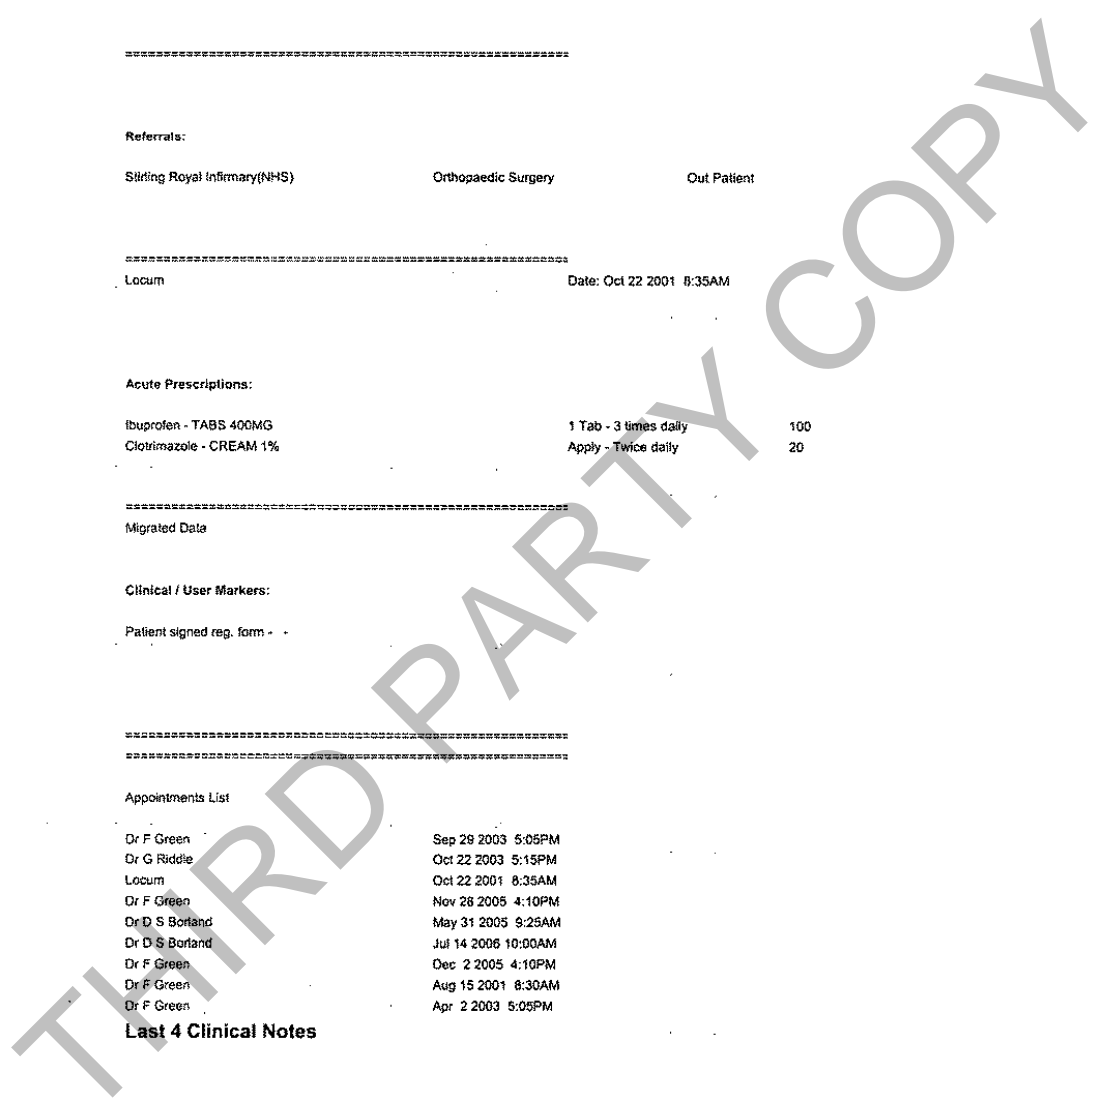 ==========================================================
Referrals:
Stirling Royal Infirmary(NHS) Orthopaedic Surgery Out Patient
==========================================================
Locum Date: Oct 22 2001 8:35AM
Acute Prescriptions:
Ibuprofen - TABS 400MG 1 Tab - 3 times daily 100
Clotrimazole - CREAM 1% Apply - Twice daily 20
==========================================================
Migrated Data
Clinical / User Markers:
Patient signed reg. form - -
==========================================================
==========================================================
Appointments List
Dr F Green Sep 29 2003 5:05PM
Dr G Riddle Oct 22 2003 5:15PM
Locum Oct 22 2001 8:35AM
Dr F Green Nov 28 2005 4:10PM
Dr D S Borland May 31 2005 9:25AM
Dr D S Borland Jul 14 2006 10:00AM
Dr F Green Dec 2 2005 4:10PM
Dr F Green Aug 15 2001 8:30AM
Dr F Green Apr 2 2003 5:05PM
Last 4 Clinical Notes
THIRD PARTY COPY